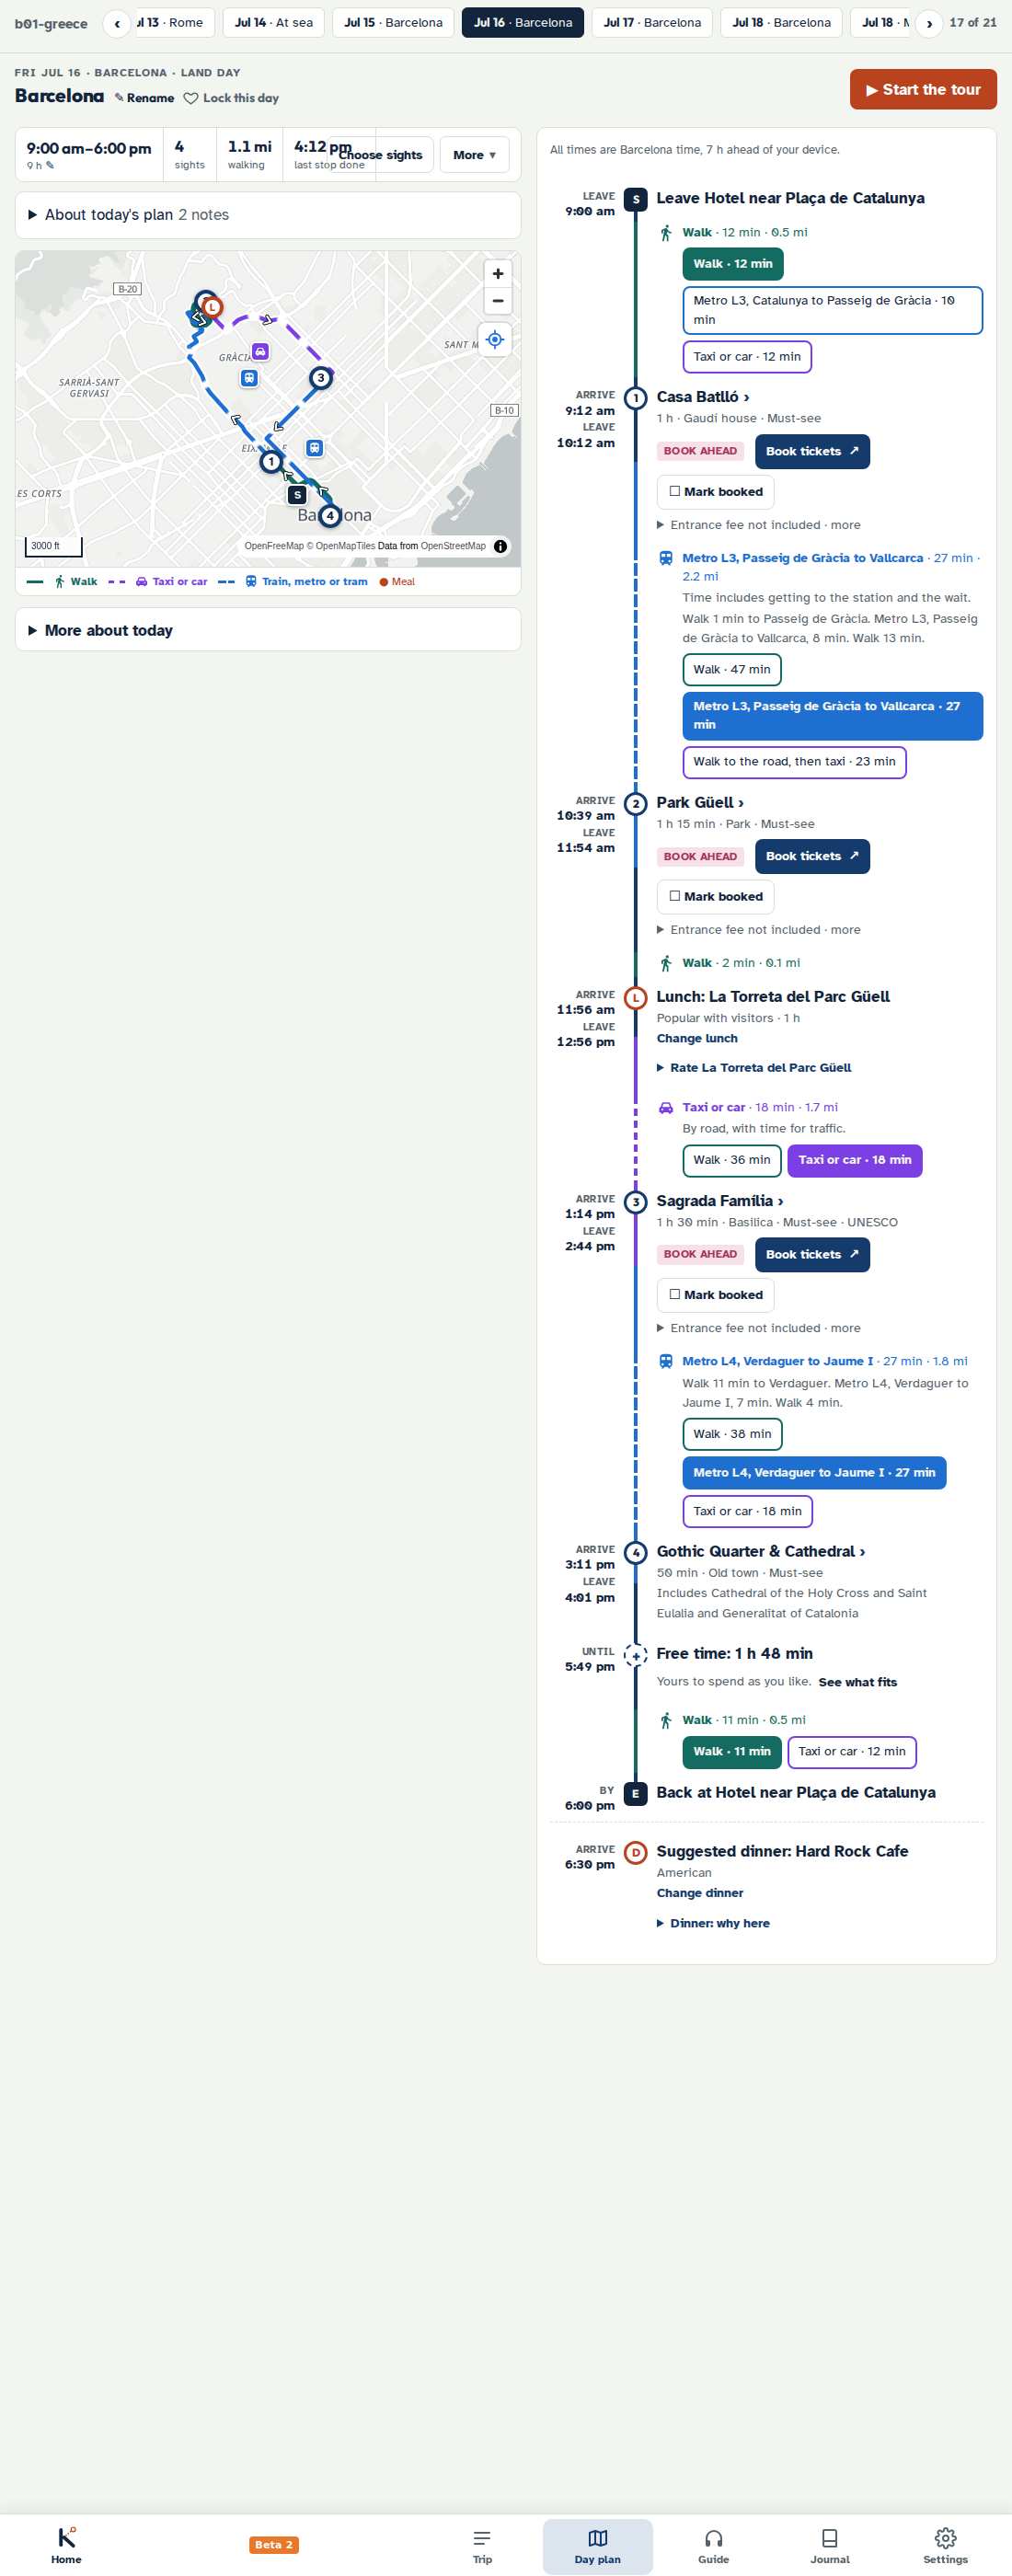 b01-greece
‹
Jul 13 · Rome
Jul 14 · At sea
Jul 15 · Barcelona
Jul 16 · Barcelona
Jul 17 · Barcelona
Jul 18 · Barcelona
Jul 18 ·
›
17 of 21
FRI JUL 16 · BARCELONA · LAND DAY
Barcelona ✎ Rename Lock this day
▶ Start the tour
9:00 am–6:00 pm
9 h ✎
4
sights
1.1 mi
walking
4:12 pm
last stop done
Choose sights
More ▾
▶ About today's plan 2 notes
B-20
GRÀCIA
SANT M
SARRIÀ-SANT
GERVASI
B-10
ES CORTS
L
3
1
S
4
+
−
3000 ft
OpenFreeMap © OpenMapTiles Data from OpenStreetMap
Walk
Taxi or car
Train, metro or tram
Meal
▶ More about today
All times are Barcelona time, 7 h ahead of your device.
LEAVE
9:00 am
S
Leave Hotel near Plaça de Catalunya
Walk · 12 min · 0.5 mi
Walk · 12 min
Metro L3, Catalunya to Passeig de Gràcia · 10
min
Taxi or car · 12 min
ARRIVE
9:12 am
LEAVE
10:12 am
1
Casa Batlló ›
1 h · Gaudí house · Must-see
BOOK AHEAD
Book tickets ↗
☐ Mark booked
▶ Entrance fee not included · more
Metro L3, Passeig de Gràcia to Vallcarca · 27 min ·
2.2 mi
Time includes getting to the station and the wait.
Walk 1 min to Passeig de Gràcia. Metro L3, Passeig
de Gràcia to Vallcarca, 8 min. Walk 13 min.
Walk · 47 min
Metro L3, Passeig de Gràcia to Vallcarca · 27
min
Walk to the road, then taxi · 23 min
ARRIVE
10:39 am
LEAVE
11:54 am
2
Park Güell ›
1 h 15 min · Park · Must-see
BOOK AHEAD
Book tickets ↗
☐ Mark booked
▶ Entrance fee not included · more
Walk · 2 min · 0.1 mi
ARRIVE
11:56 am
LEAVE
12:56 pm
L
Lunch: La Torreta del Parc Güell
Popular with visitors · 1 h
Change lunch
▶ Rate La Torreta del Parc Güell
Taxi or car · 18 min · 1.7 mi
By road, with time for traffic.
Walk · 36 min
Taxi or car · 18 min
ARRIVE
1:14 pm
LEAVE
2:44 pm
3
Sagrada Família ›
1 h 30 min · Basilica · Must-see · UNESCO
BOOK AHEAD
Book tickets ↗
☐ Mark booked
▶ Entrance fee not included · more
Metro L4, Verdaguer to Jaume I · 27 min · 1.8 mi
Walk 11 min to Verdaguer. Metro L4, Verdaguer to
Jaume I, 7 min. Walk 4 min.
Walk · 38 min
Metro L4, Verdaguer to Jaume I · 27 min
Taxi or car · 18 min
ARRIVE
3:11 pm
LEAVE
4:01 pm
4
Gothic Quarter & Cathedral ›
50 min · Old town · Must-see
Includes Cathedral of the Holy Cross and Saint
Eulalia and Generalitat of Catalonia
UNTIL
5:49 pm
+
Free time: 1 h 48 min
Yours to spend as you like. See what fits
Walk · 11 min · 0.5 mi
Walk · 11 min
Taxi or car · 12 min
BY
6:00 pm
E
Back at Hotel near Plaça de Catalunya
ARRIVE
6:30 pm
D
Suggested dinner: Hard Rock Cafe
American
Change dinner
▶ Dinner: why here
Home
Beta 2
Trip
Day plan
Guide
Journal
Settings